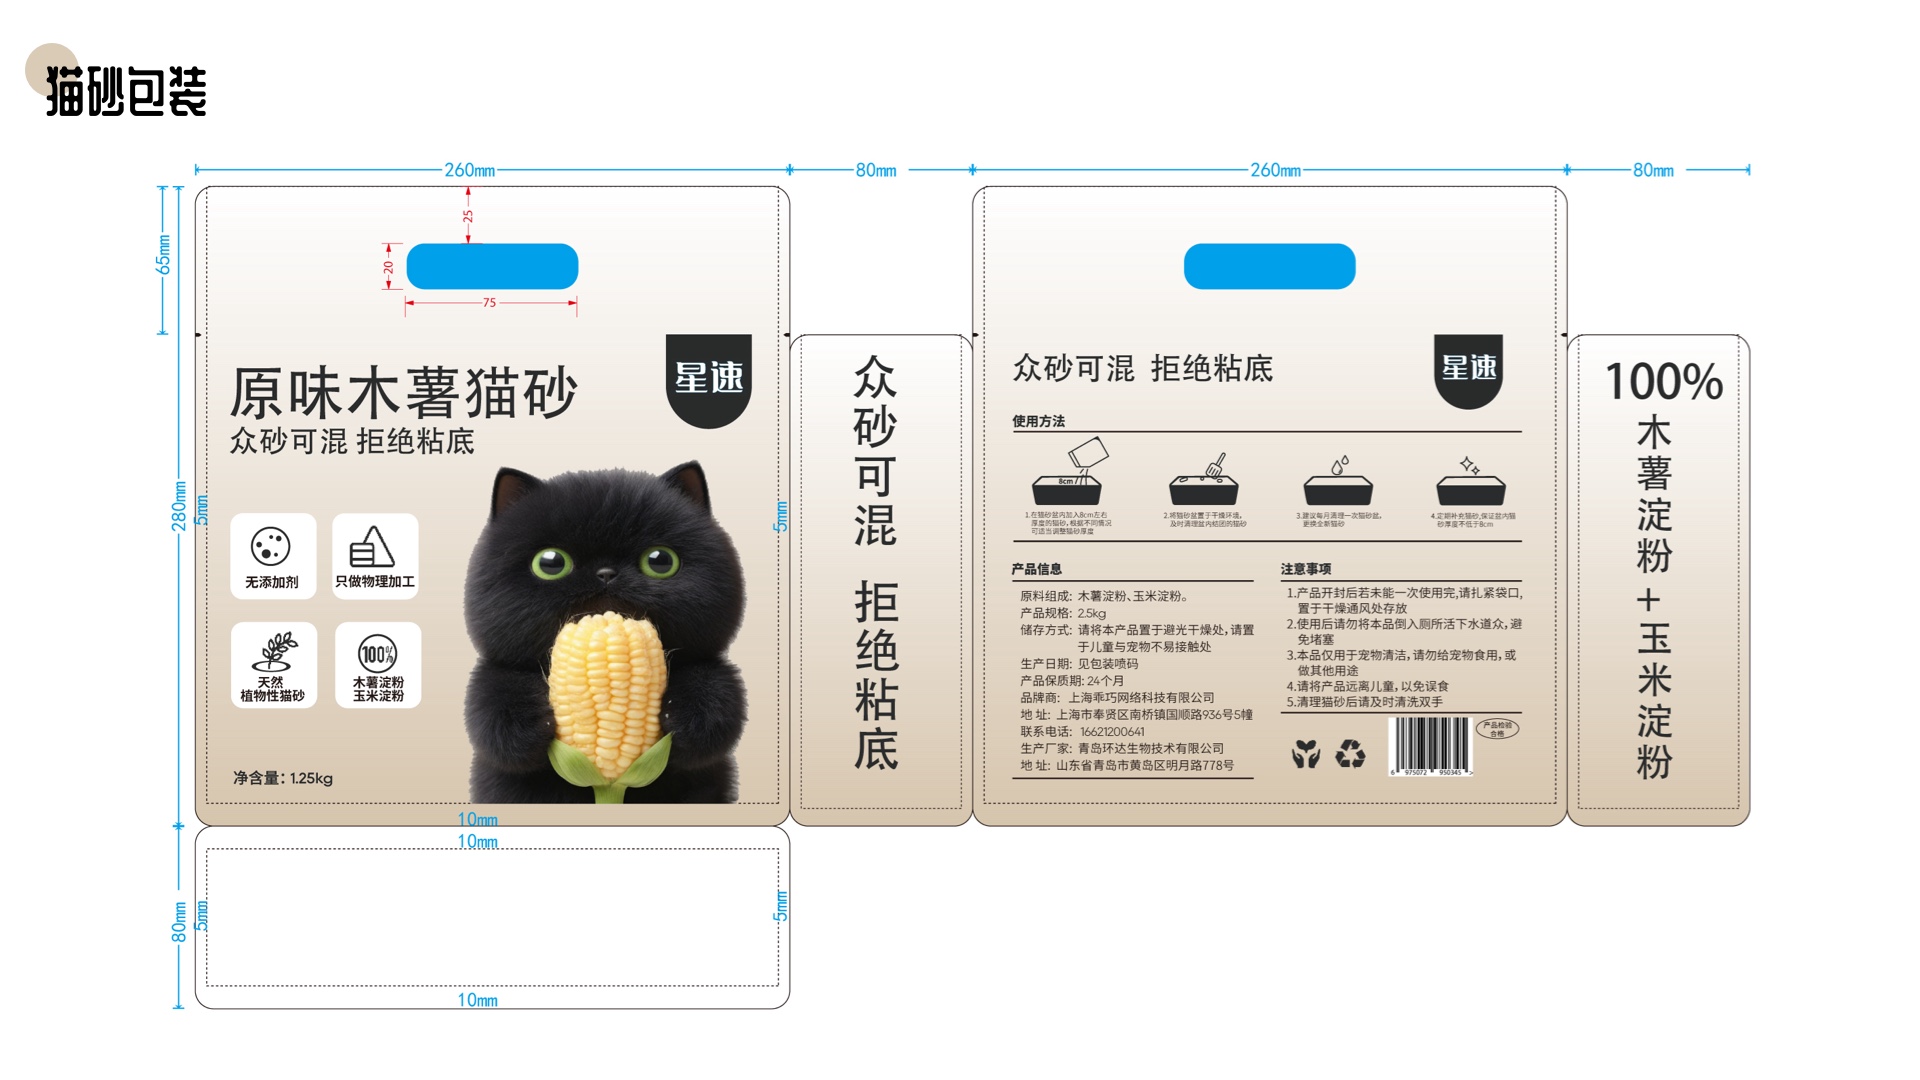 猫砂包装
260mm
80mm
260mm
80mm
65mm
280mm
25
20
75
5mm
5mm
星速
原味木薯猫砂
众砂可混 拒绝粘底
无添加剂
只做物理加工
天然
植物性猫砂
100%
木薯淀粉
玉米淀粉
净含量：1.25kg
10mm
10mm
80mm
5mm
5mm
10mm
众砂可混 拒绝粘底
众砂可混 拒绝粘底
星速
使用方法
8cm
1.在猫砂盆内加入8cm左右
厚度的猫砂，根据不同情况
可适当调整猫砂厚度
2.将猫砂盆置于干燥环境，
及时清理盆内结团的猫砂
3.建议每月清理一次猫砂盆，
更换全新猫砂
4.定期补充猫砂，保证盆内猫
砂厚度不低于8cm
产品信息
原料组成：木薯淀粉、玉米淀粉。
产品规格：2.5kg
储存方式：请将本产品置于避光干燥处，请置
于儿童与宠物不易接触处
生产日期：见包装喷码
产品保质期：24个月
品牌商：上海乖巧网络科技有限公司
地 址：上海市奉贤区南桥镇国顺路936号5幢
联系电话：16621200641
生产厂家：青岛环达生物技术有限公司
地 址：山东省青岛市黄岛区明月路778号
注意事项
1.产品开封后若未能一次使用完，请扎紧袋口，
置于干燥通风处存放
2.使用后请勿将本品倒入厕所活下水道众，避
免堵塞
3.本品仅用于宠物清洁，请勿给宠物食用，或
做其他用途
4.请将产品远离儿童，以免误食
5.清理猫砂后请及时清洗双手
6 975072 950345 >
产品检验
合格
100%
木薯淀粉+玉米淀粉